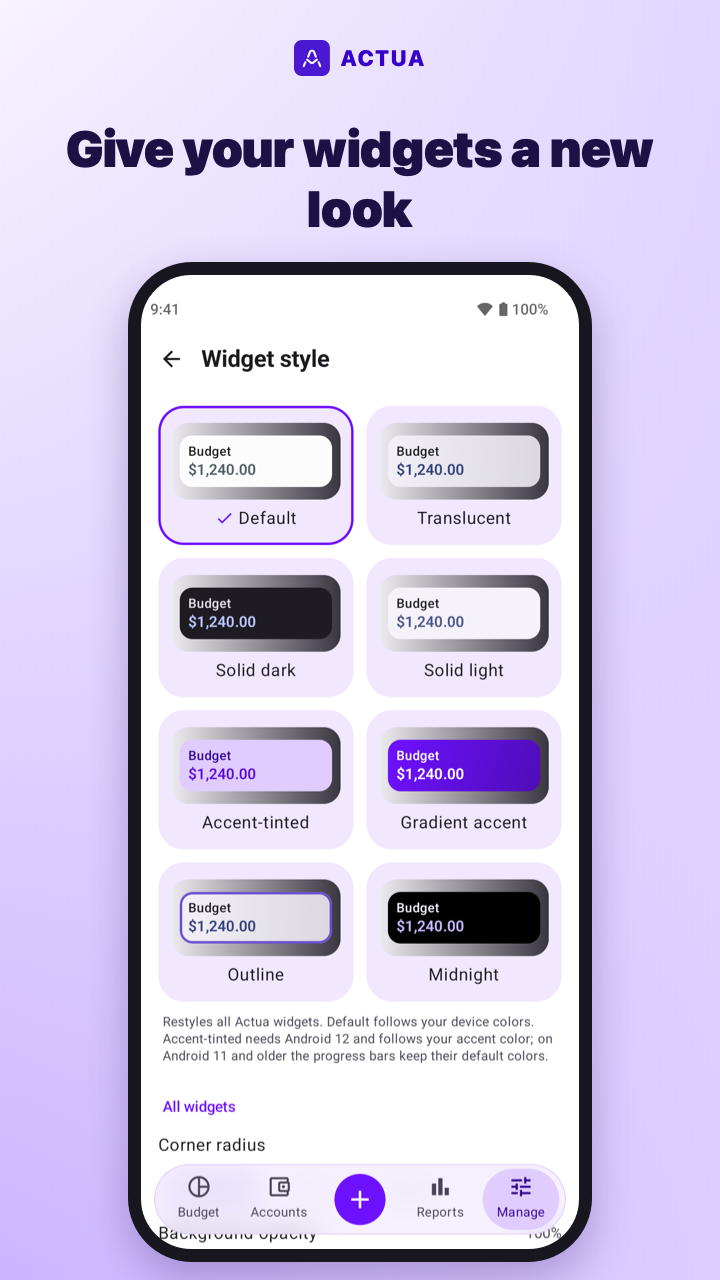 ACTUA
Give your widgets a new
look
9:41
100%
Widget style
Budget
$1,240.00
Default
Budget
$1,240.00
Translucent
Budget
$1,240.00
Solid dark
Budget
$1,240.00
Solid light
Budget
$1,240.00
Accent-tinted
Budget
$1,240.00
Gradient accent
Budget
$1,240.00
Outline
Budget
$1,240.00
Midnight
Restyles all Actua widgets. Default follows your device colors.
Accent-tinted needs Android 12 and follows your accent color; on
Android 11 and older the progress bars keep their default colors.
All widgets
Corner radius
Budget
Accounts
Reports
Manage
Background opacity
100%